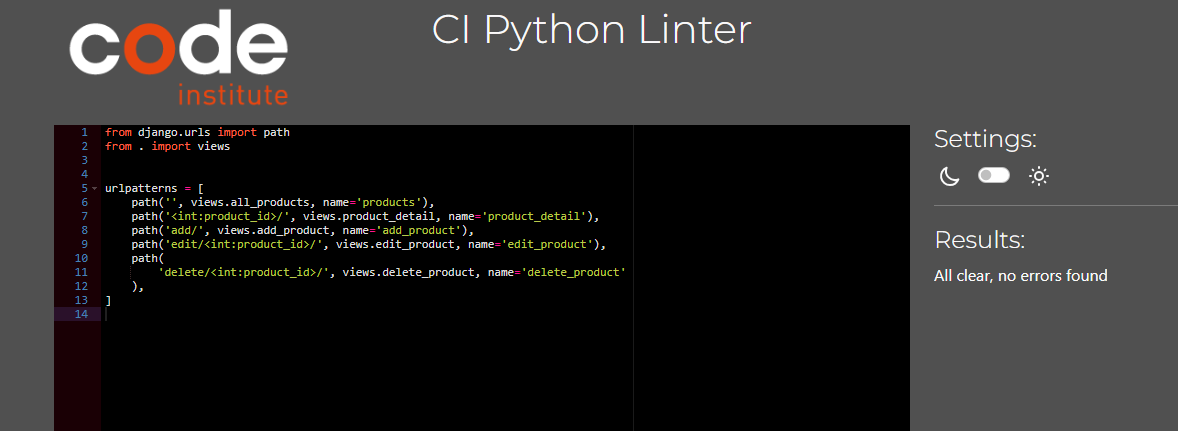 code
institute
CI Python Linter
1 from django.urls import path
2 from . import views
3
4
5 urlpatterns = [
6     path('', views.all_products, name='products'),
7     path('<int:product_id>/', views.product_detail, name='product_detail'),
8     path('add/', views.add_product, name='add_product'),
9     path('edit/<int:product_id>/', views.edit_product, name='edit_product'),
10     path(
11         'delete/<int:product_id>/', views.delete_product, name='delete_product'
12     ),
13 ]
14
Settings:
Results:
All clear, no errors found